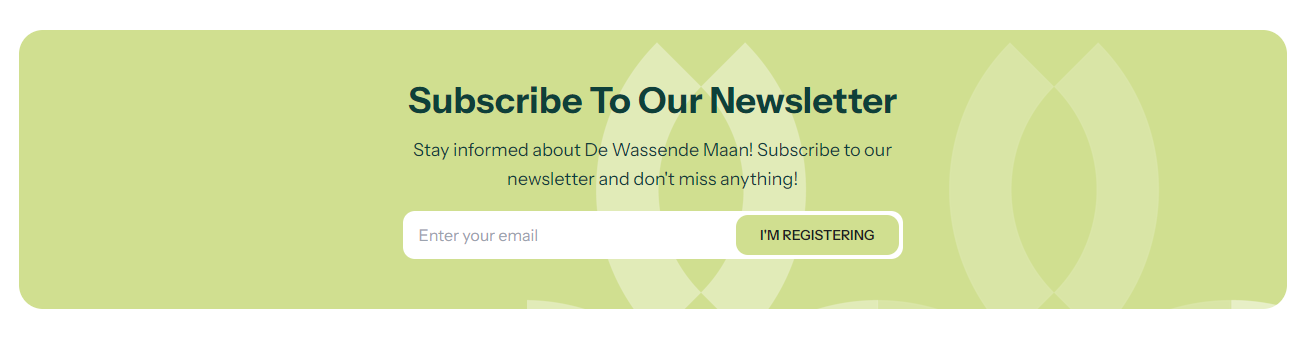 Subscribe To Our Newsletter
Stay informed about De Wassende Maan! Subscribe to our
newsletter and don't miss anything!
Enter your email
I'M REGISTERING